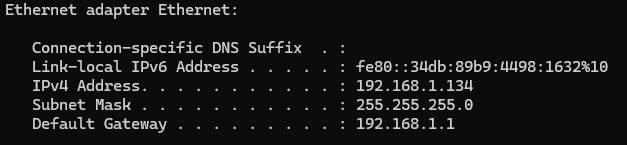 Ethernet adapter Ethernet:
Connection-specific DNS Suffix  . :
Link-local IPv6 Address . . . . . : fe80::34db:89b9:4498:1632%10
IPv4 Address. . . . . . . . . . . : 192.168.1.134
Subnet Mask . . . . . . . . . . . : 255.255.255.0
Default Gateway . . . . . . . . . : 192.168.1.1